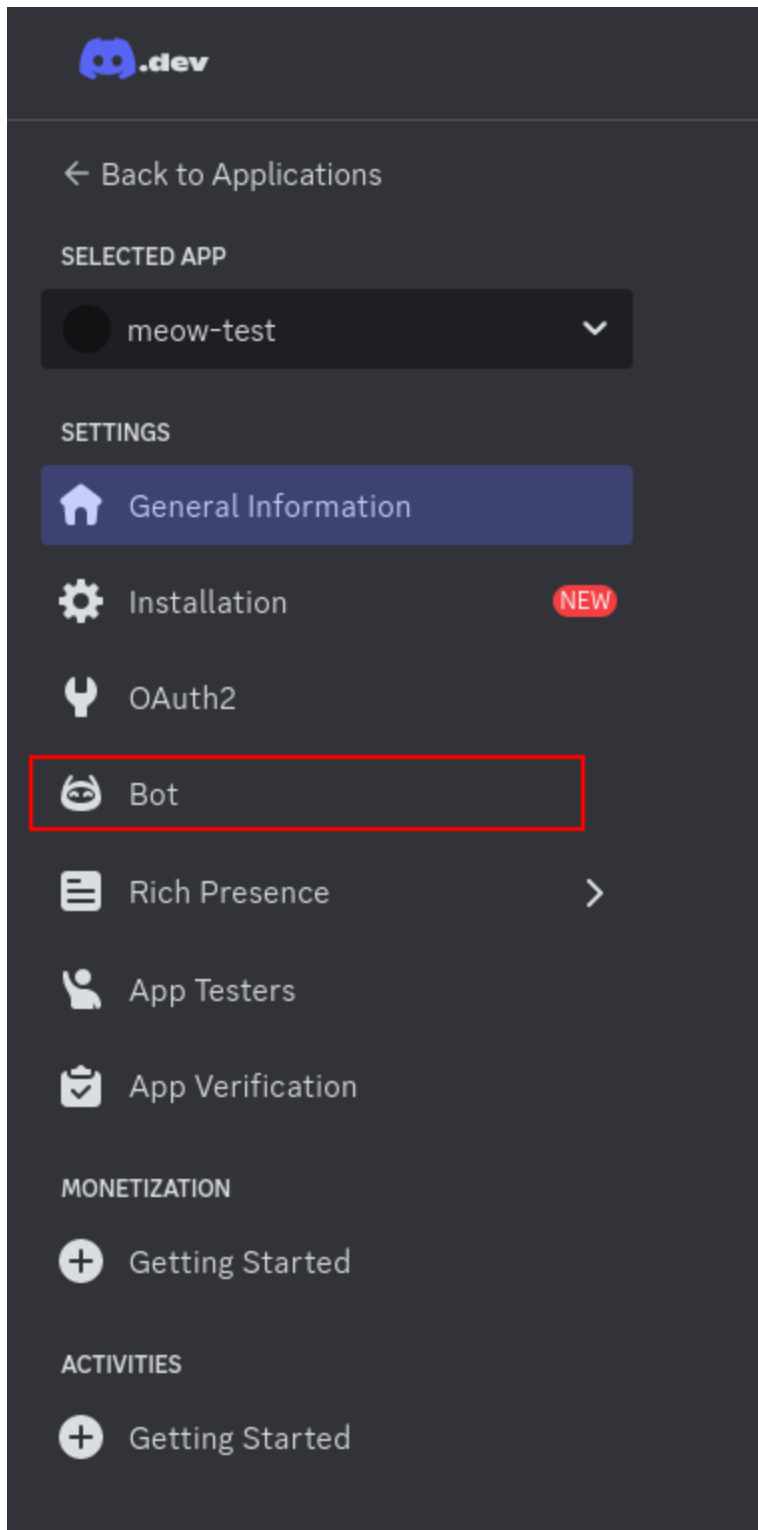 .dev
Back to Applications
SELECTED APP
meow-test
SETTINGS
General Information
Installation NEW
OAuth2
Bot
Rich Presence
App Testers
App Verification
MONETIZATION
Getting Started
ACTIVITIES
Getting Started